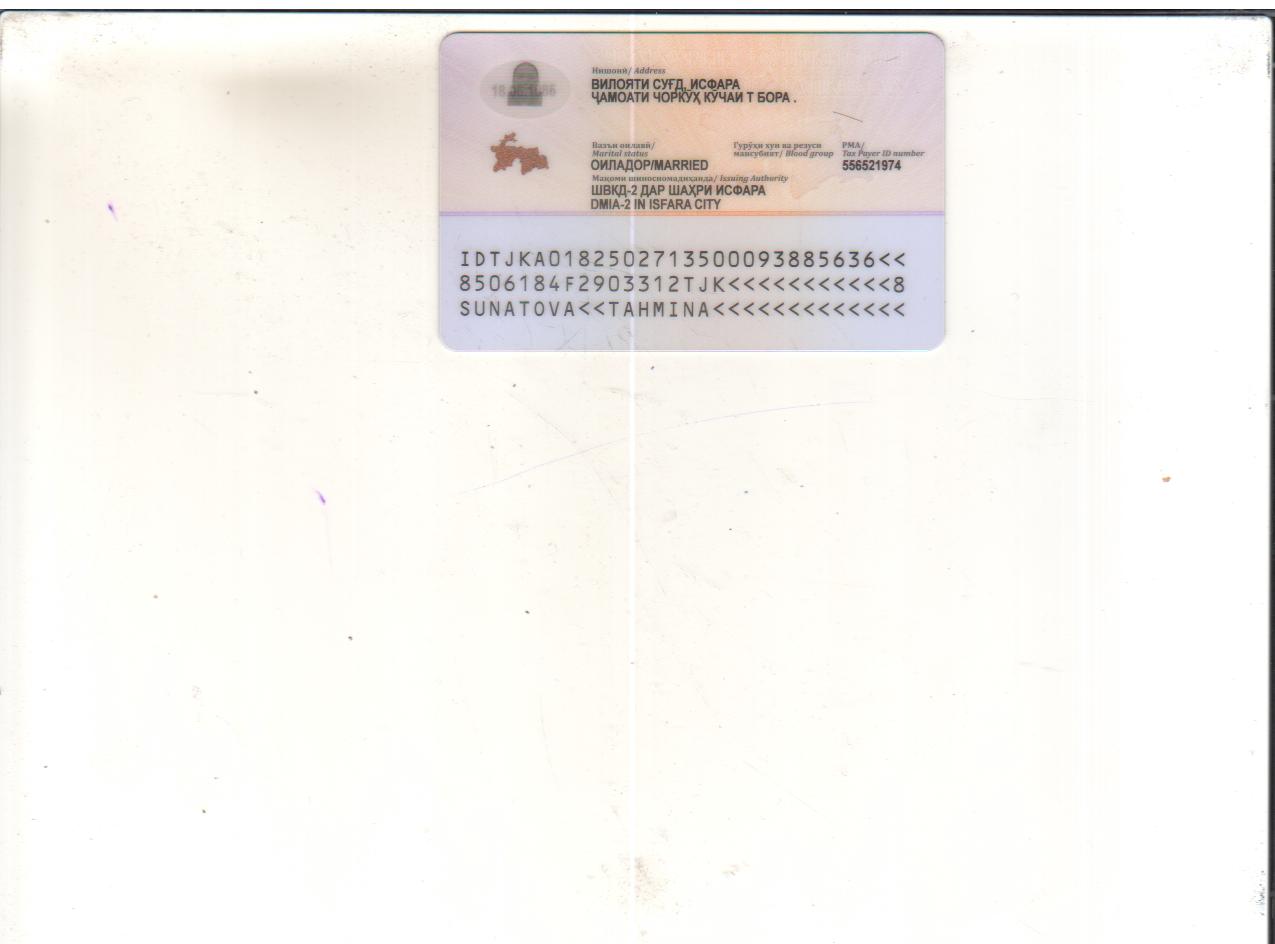 Нишонӣ/ Address
ВИЛОЯТИ СУҒД, ИСФАРА
ҶАМОАТИ ЧОРКӮҲ КӮЧАИ Т БОРА .
Вазъи оилавӣ/
Marital status
ОИЛАДОР/MARRIED
Гурӯҳи хун ва резуси
мансубият/ Blood group
РМА/
Tax Payer ID number
556521974
Мақоми шиносномадиҳанда/ Issuing Authority
ШВКД-2 ДАР ШАҲРИ ИСФАРА
DMIA-2 IN ISFARA CITY
IDTJKA0182502713500093885636<<
8506184F2903312TJK<<<<<<<<<<<8
SUNATOVA<<TAHMINA<<<<<<<<<<<<<